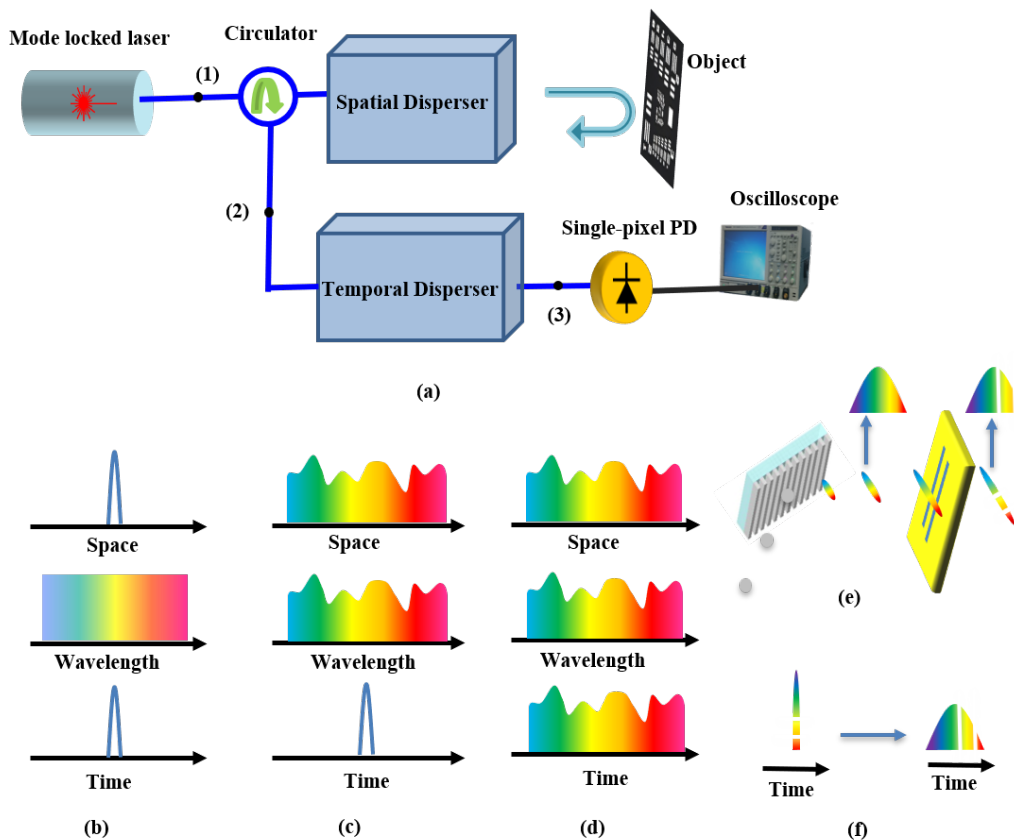 Mode locked laser
Circulator
(1)
Spatial Disperser
Object
(2)
Temporal Disperser
Single-pixel PD
(3)
Oscilloscope
(a)
Space
Space
Space
(e)
Wavelength
Wavelength
Wavelength
Time
Time
Time
Time
Time
(b)
(c)
(d)
(f)